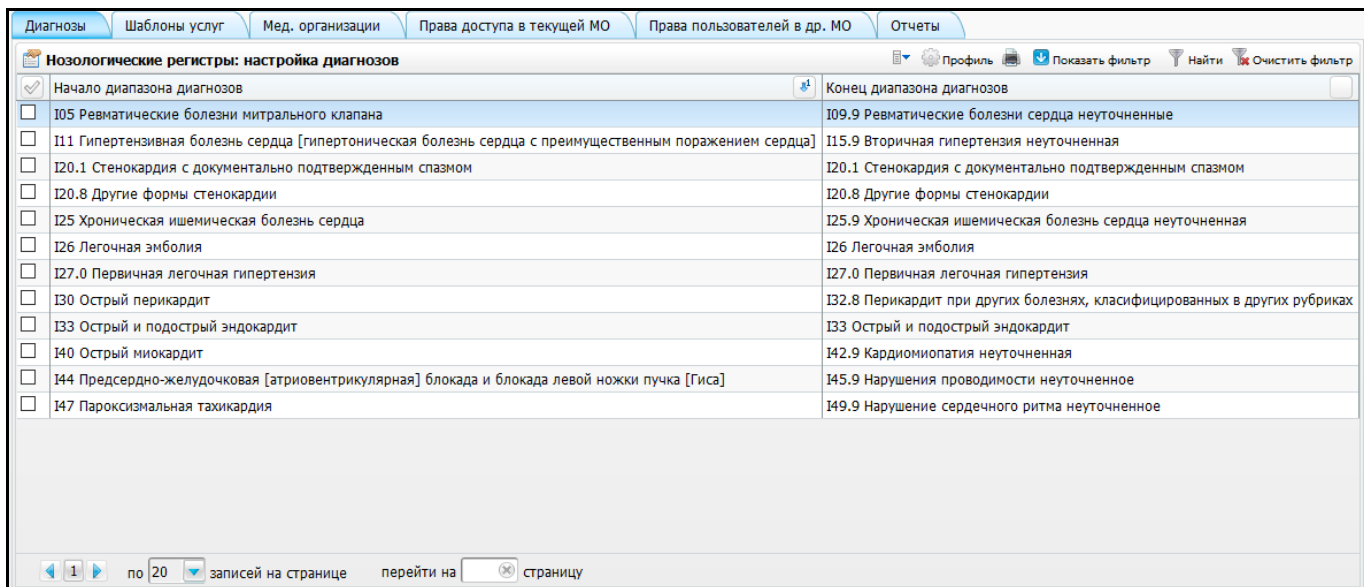 Диагнозы Шаблоны услуг Мед. организации Права доступа в текущей МО Права пользователей в др. МО Отчеты
Нозологические регистры: настройка диагнозов Профиль Показать фильтр Найти Очистить фильтр
Начало диапазона диагнозов 1 Конец диапазона диагнозов
I05 Ревматические болезни митрального клапана I09.9 Ревматические болезни сердца неуточненные
I11 Гипертензивная болезнь сердца [гипертоническая болезнь сердца с преимущественным поражением сердца] I15.9 Вторичная гипертензия неуточненная
I20.1 Стенокардия с документально подтвержденным спазмом I20.1 Стенокардия с документально подтвержденным спазмом
I20.8 Другие формы стенокардии I20.8 Другие формы стенокардии
I25 Хроническая ишемическая болезнь сердца I25.9 Хроническая ишемическая болезнь сердца неуточненная
I26 Легочная эмболия I26 Легочная эмболия
I27.0 Первичная легочная гипертензия I27.0 Первичная легочная гипертензия
I30 Острый перикардит I32.8 Перикардит при других болезнях, класифицированных в других рубриках
I33 Острый и подострый эндокардит I33 Острый и подострый эндокардит
I40 Острый миокардит I42.9 Кардиомиопатия неуточненная
I44 Предсердно-желудочковая [атриовентрикулярная] блокада и блокада левой ножки пучка [Гиса] I45.9 Нарушения проводимости неуточненное
I47 Пароксизмальная тахикардия I49.9 Нарушение сердечного ритма неуточненное
1 по 20 записей на странице перейти на страницу